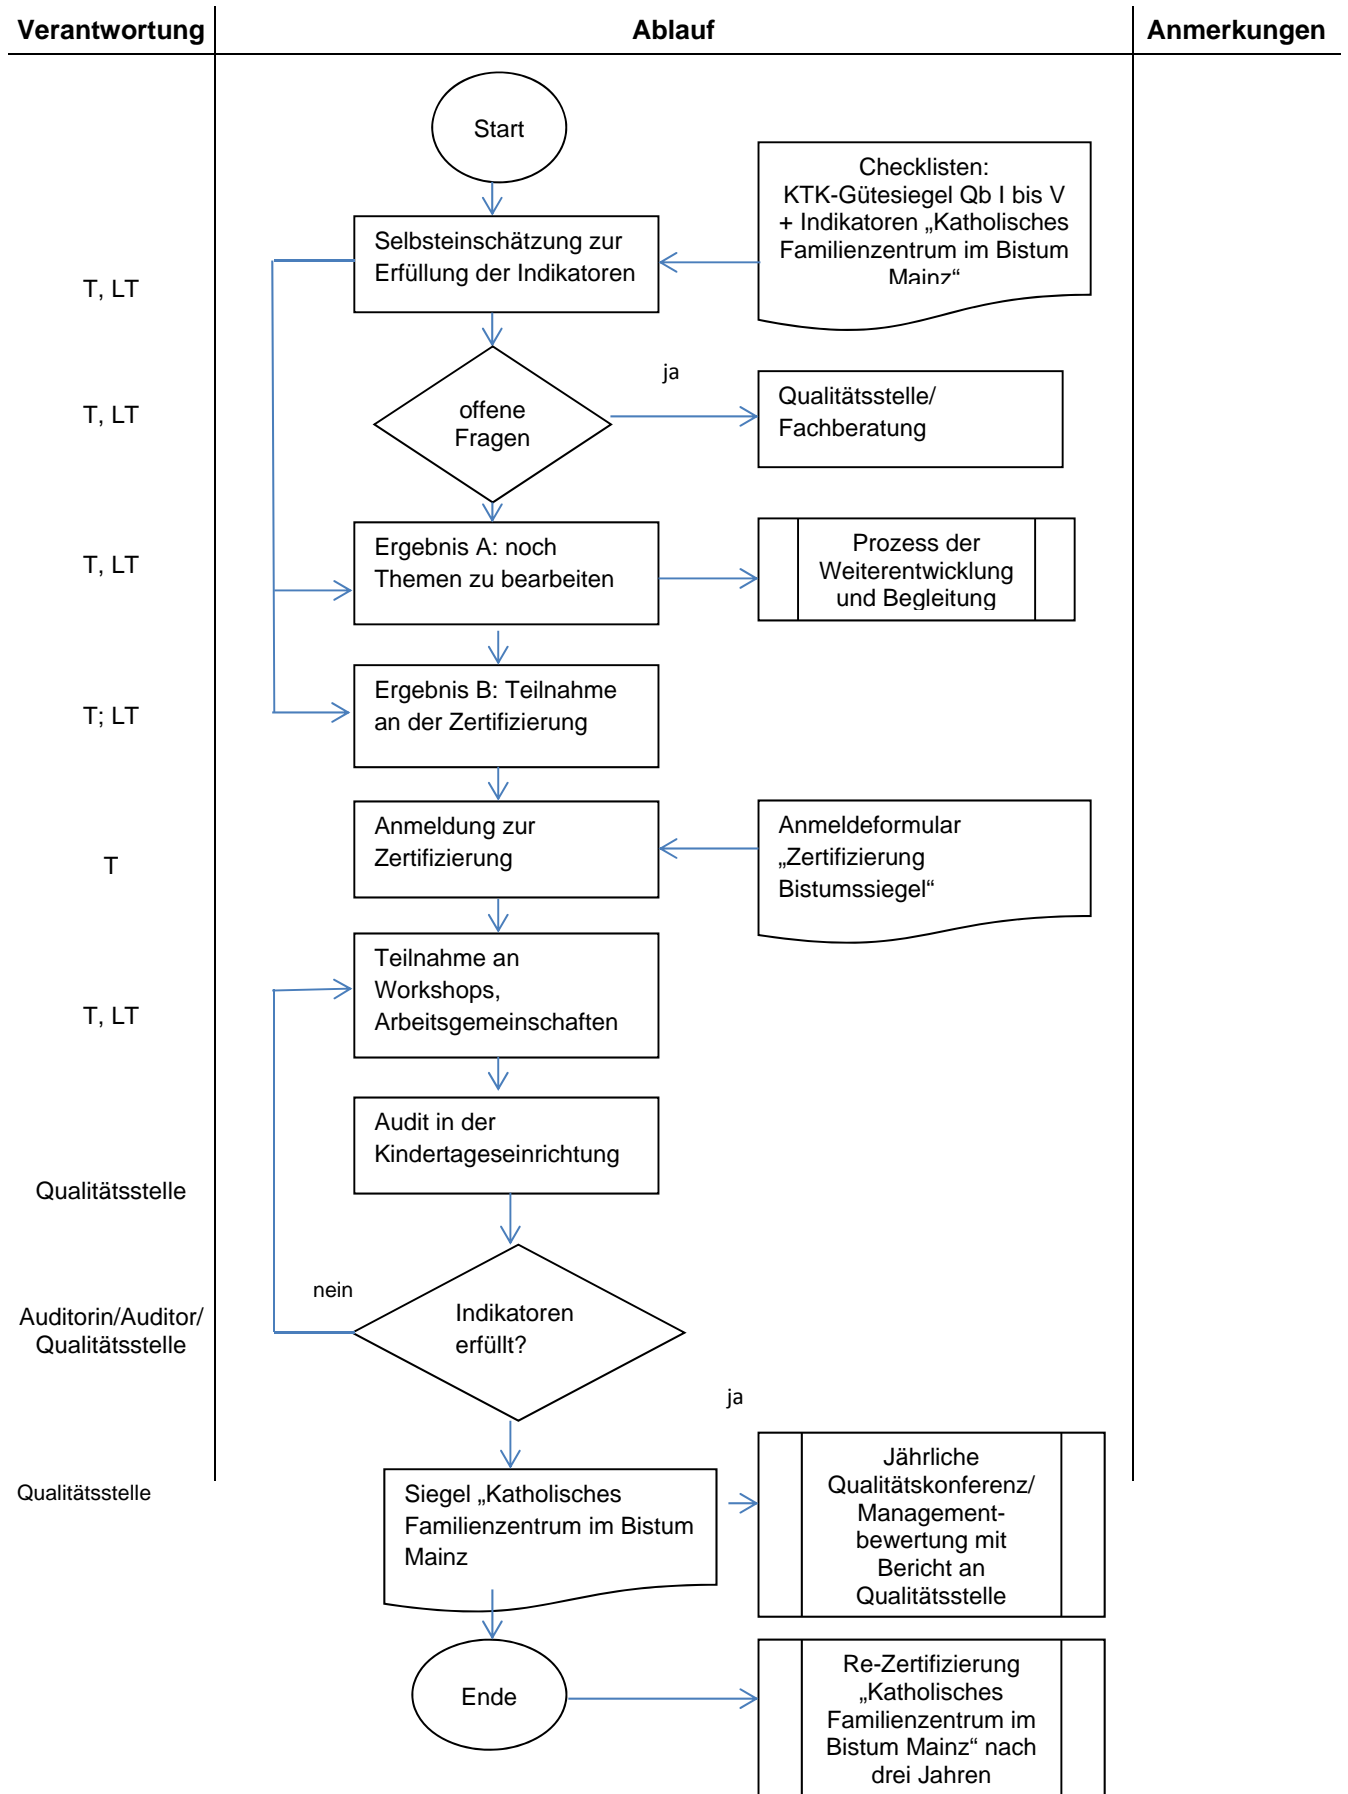 Verantwortung
Ablauf
Anmerkungen
Start
Checklisten:
KTK-Gütesiegel Qb I bis V
+ Indikatoren „Katholisches
Familienzentrum im Bistum
Mainz“
Selbsteinschätzung zur
Erfüllung der Indikatoren
T, LT
ja
T, LT
offene
Fragen
Qualitätsstelle/
Fachberatung
T, LT
Ergebnis A: noch
Themen zu bearbeiten
Prozess der
Weiterentwicklung
und Begleitung
T; LT
Ergebnis B: Teilnahme
an der Zertifizierung
T
Anmeldung zur
Zertifizierung
Anmeldeformular
„Zertifizierung
Bistumssiegel“
T, LT
Teilnahme an
Workshops,
Arbeitsgemeinschaften
Audit in der
Kindertageseinrichtung
Qualitätsstelle
nein
Auditorin/Auditor/
Qualitätsstelle
Indikatoren
erfüllt?
ja
Qualitätsstelle
Siegel „Katholisches
Familienzentrum im Bistum
Mainz
Jährliche
Qualitätskonferenz/
Management-
bewertung mit
Bericht an
Qualitätsstelle
Ende
Re-Zertifizierung
„Katholisches
Familienzentrum im
Bistum Mainz“ nach
drei Jahren